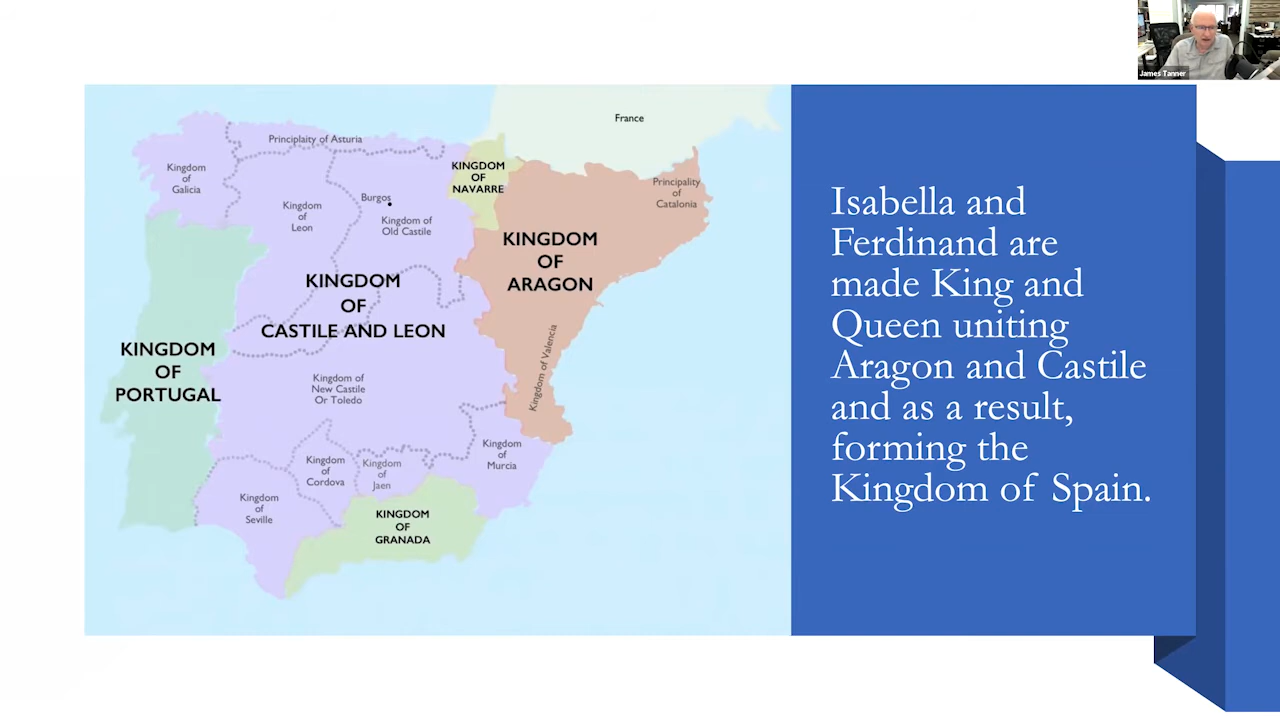 James Tanner
France
Principlaity of Asturia
Kingdom
of
Galicia
KINGDOM
OF
NAVARRE
Principality
of
Catalonia
Burgos
Kingdom
of
Leon
Kingdom of
Old Castile
KINGDOM
OF
ARAGON
KINGDOM
OF
CASTILE AND LEON
KINGDOM
OF
PORTUGAL
Kingdom of Valencia
Kingdom of
New Castile
Or Toledo
Kingdom
of
Murcia
Kingdom
of
Cordova
Kingdom
of
Jaen
Kingdom
of
Seville
KINGDOM
OF
GRANADA
Isabella and
Ferdinand are
made King and
Queen uniting
Aragon and Castile
and as a result,
forming the
Kingdom of Spain.